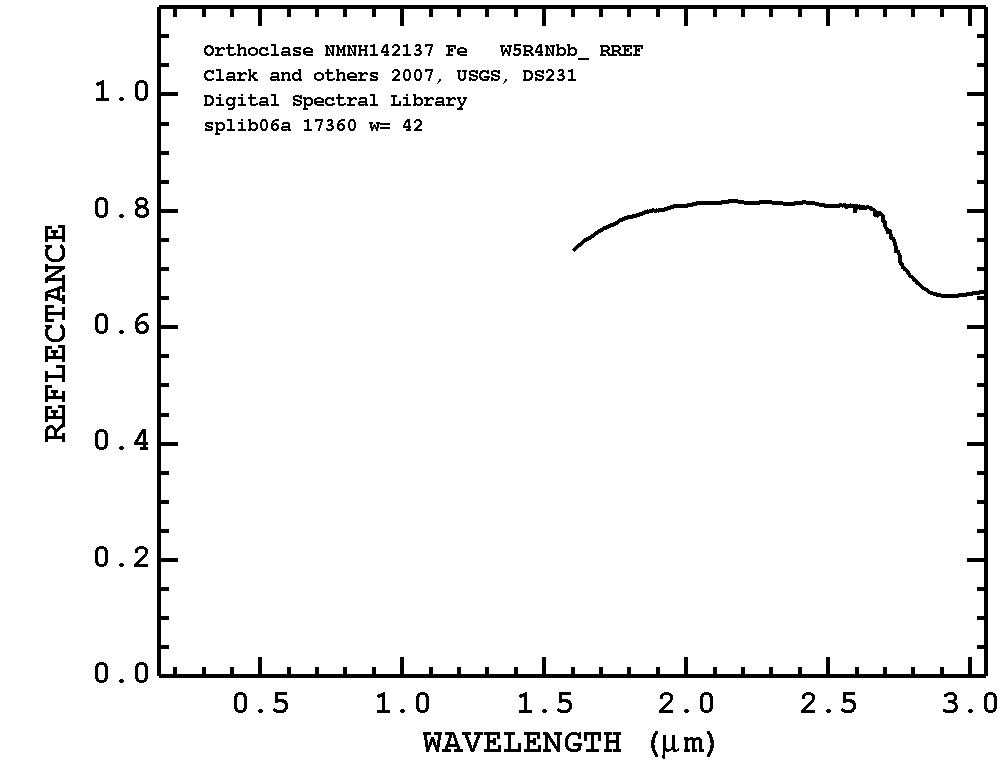 Orthoclase NMNH142137 Fe W5R4Nbb_ RREF
Clark and others 2007, USGS, DS231
Digital Spectral Library
splib06a 17360 w= 42
1.0
0.8
0.6
0.4
0.2
0.0
REFLECTANCE
0.5 1.0 1.5 2.0 2.5 3.0
WAVELENGTH (μm)